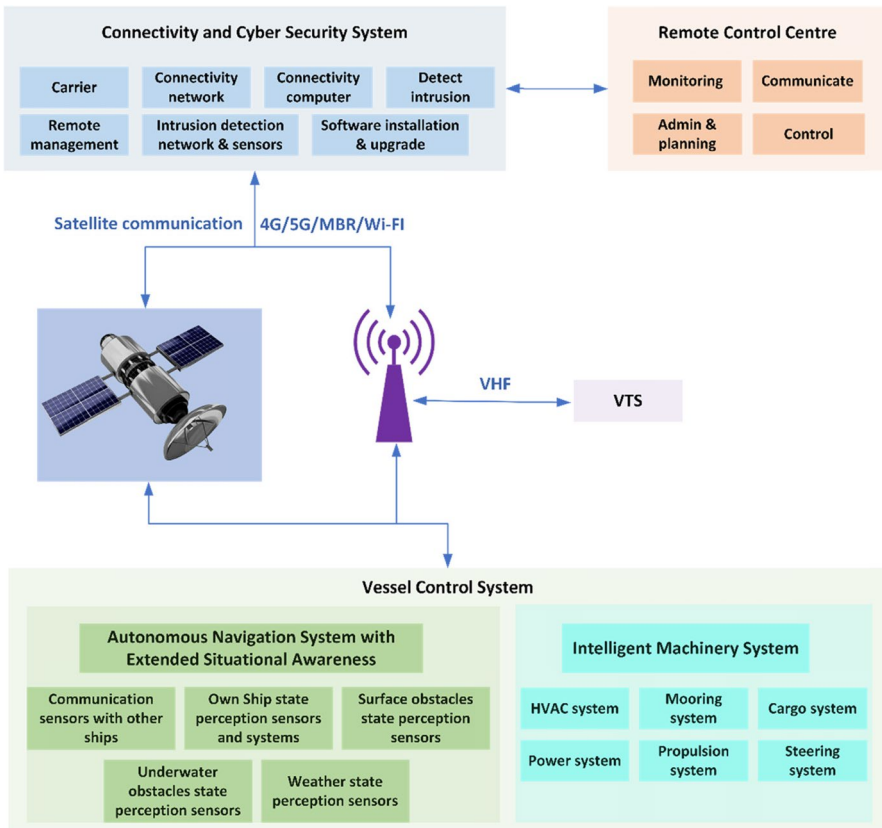 Connectivity and Cyber Security System
Carrier
Connectivity
network
Connectivity
computer
Detect
intrusion
Remote
management
Intrusion detection
network & sensors
Software installation
& upgrade
Remote Control Centre
Monitoring
Communicate
Admin &
planning
Control
Satellite communication
4G/5G/MBR/Wi-FI
VHF
VTS
Vessel Control System
Autonomous Navigation System with
Extended Situational Awareness
Communication
sensors with other
ships
Own Ship state
perception sensors
and systems
Surface obstacles
state perception
sensors
Underwater
obstacles state
perception sensors
Weather state
perception sensors
Intelligent Machinery System
HVAC system
Mooring
system
Cargo system
Power system
Propulsion
system
Steering
system